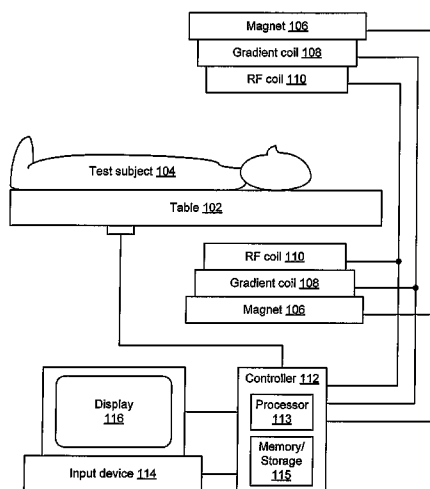 Magnet 106
Gradient coil 108
RF coil 110
Test subject 104
Table 102
RF coil 110
Gradient coil 108
Magnet 106
Controller 112
Processor
113
Memory/
Storage
115
Display
116
Input device 114